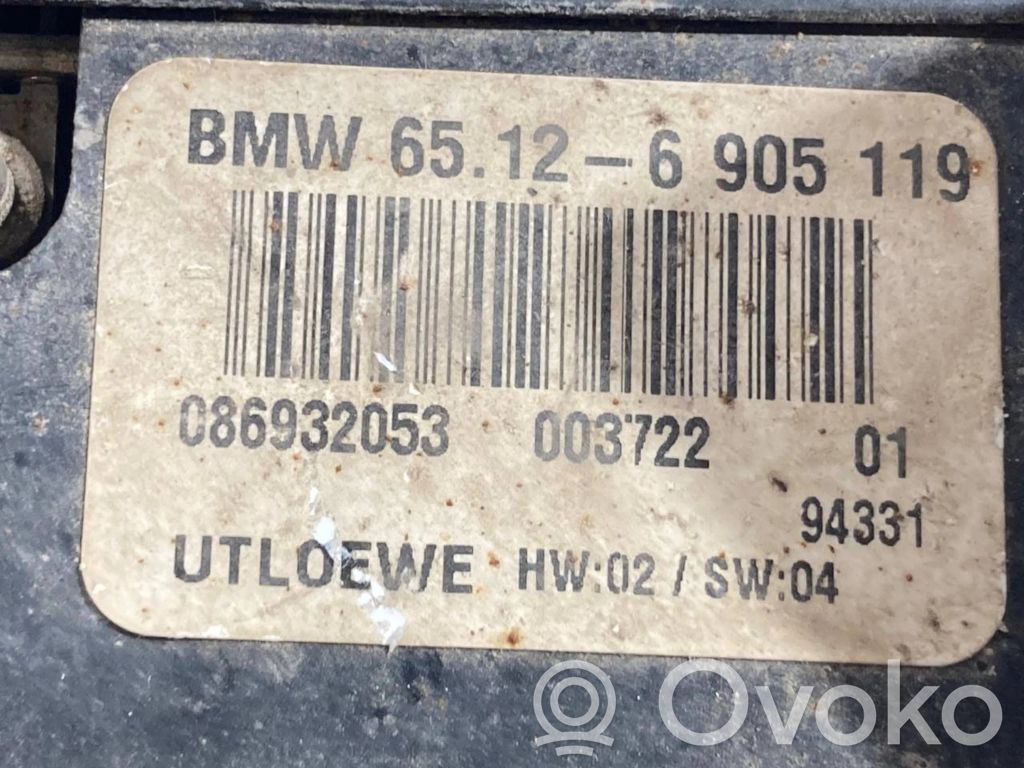 BMW 65.12-6 905 119
086932053 003722 01
94331
UTLOEWE HW:02 / SW:04
Ovoko